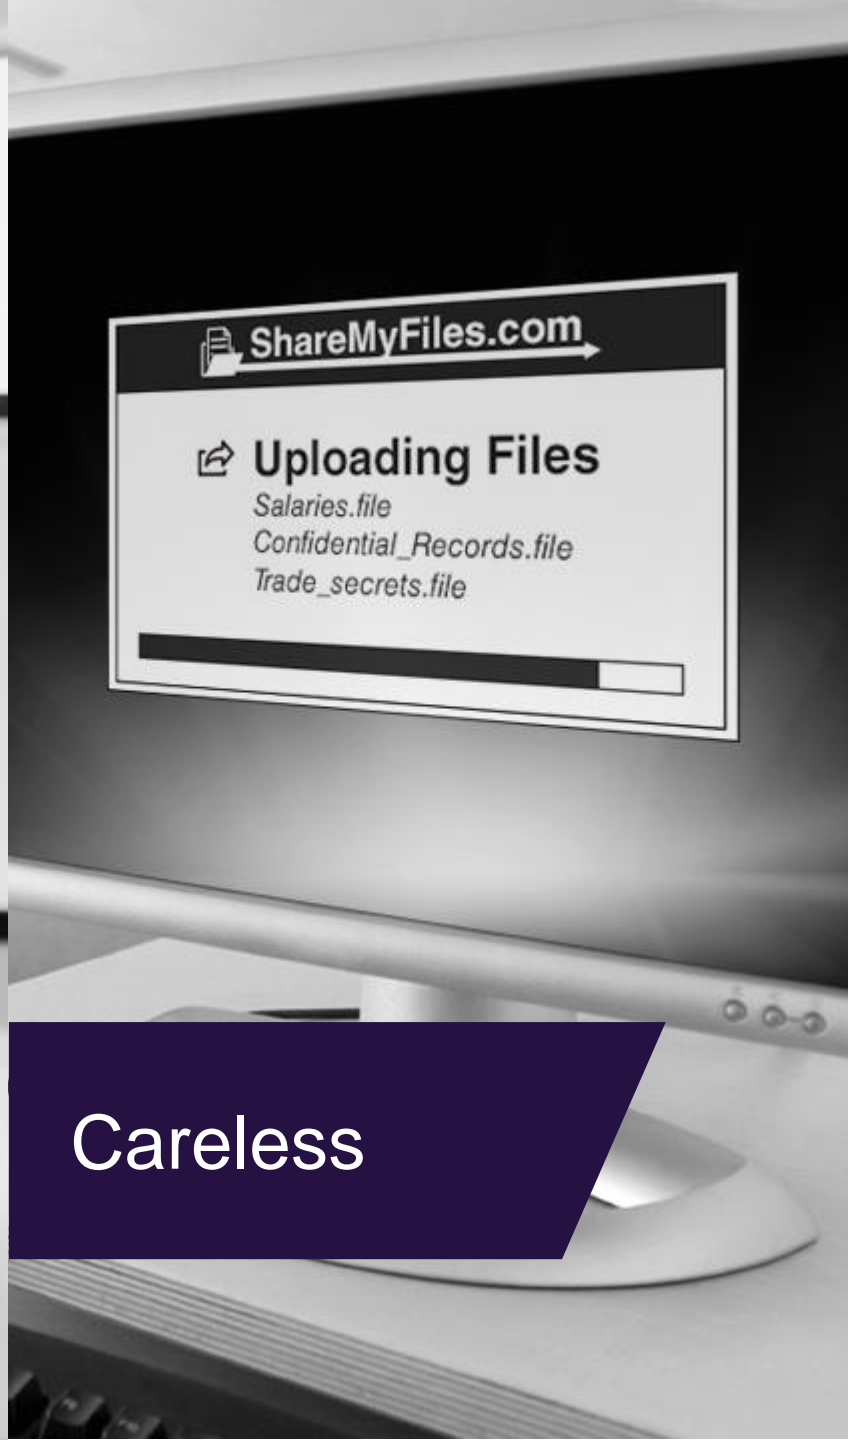 ShareMyFiles.com
Uploading Files
Salaries.file
Confidential_Records.file
Trade_secrets.file
Careless